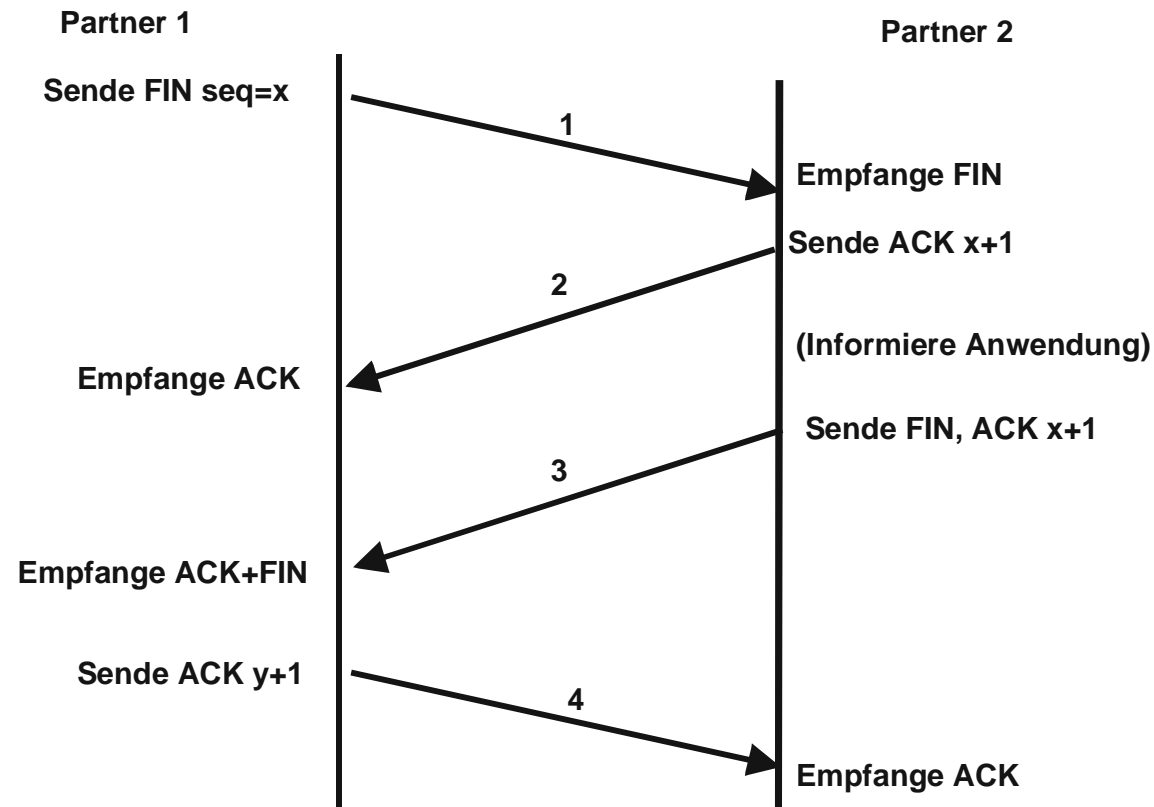 Partner 1
Partner 2
Sende FIN seq=x
1
Empfange FIN
Sende ACK x+1
2
(Informiere Anwendung)
Empfange ACK
Sende FIN, ACK x+1
3
Empfange ACK+FIN
Sende ACK y+1
4
Empfange ACK